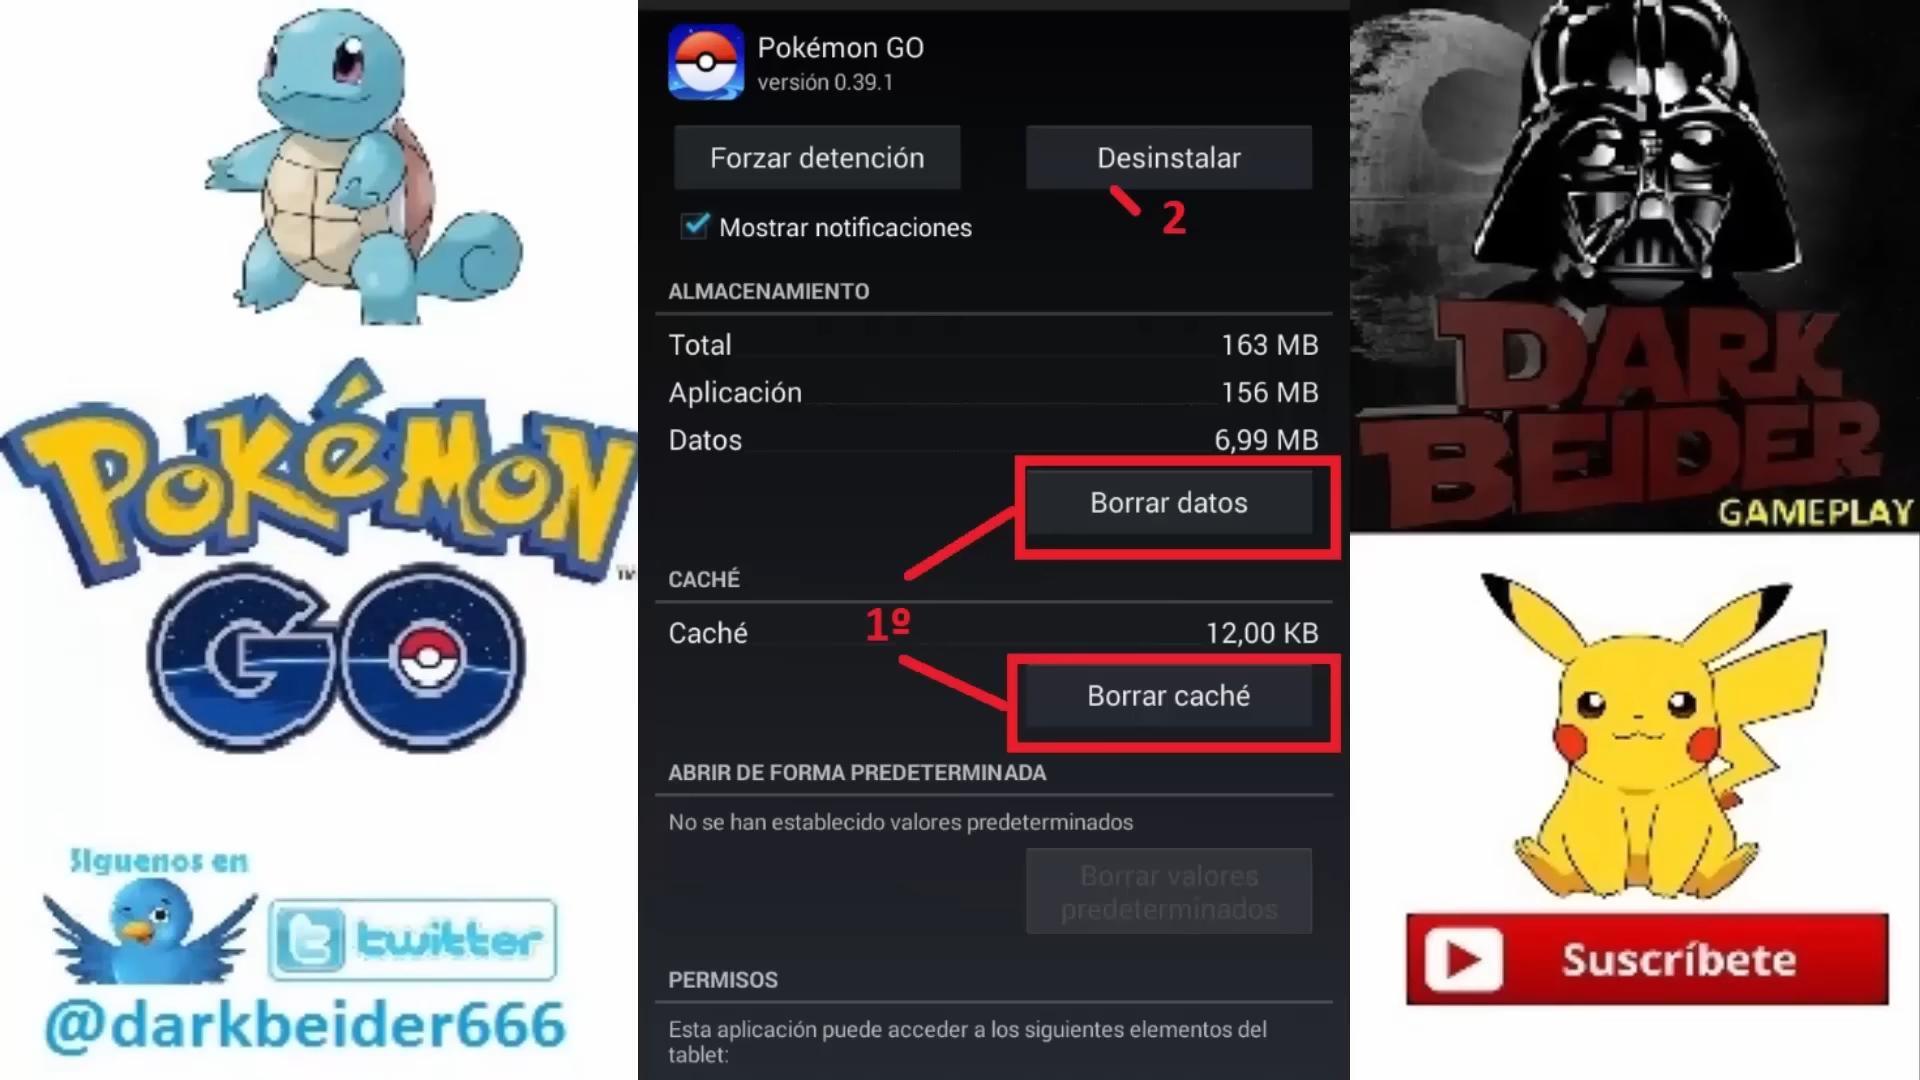 POKéMON
GO
TM
Siguenos en
twitter
@darkbeider666
Pokémon GO
versión 0.39.1
Forzar detención
Desinstalar
2
Mostrar notificaciones
ALMACENAMIENTO
Total 163 MB
Aplicación 156 MB
Datos 6,99 MB
Borrar datos
CACHÉ
1º
Caché 12,00 KB
Borrar caché
ABRIR DE FORMA PREDETERMINADA
No se han establecido valores predeterminados
Borrar valores
predeterminados
PERMISOS
Esta aplicación puede acceder a los siguientes elementos del
tablet:
DARK
BEIDER
GAMEPLAY
Suscríbete